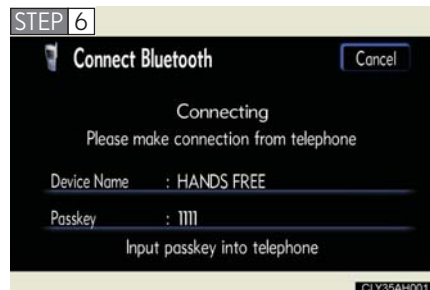 STEP 6
Connect Bluetooth Cancel
Connecting
Please make connection from telephone
Device Name : HANDS FREE
Passkey : 1111
Input passkey into telephone
CLY35AH001